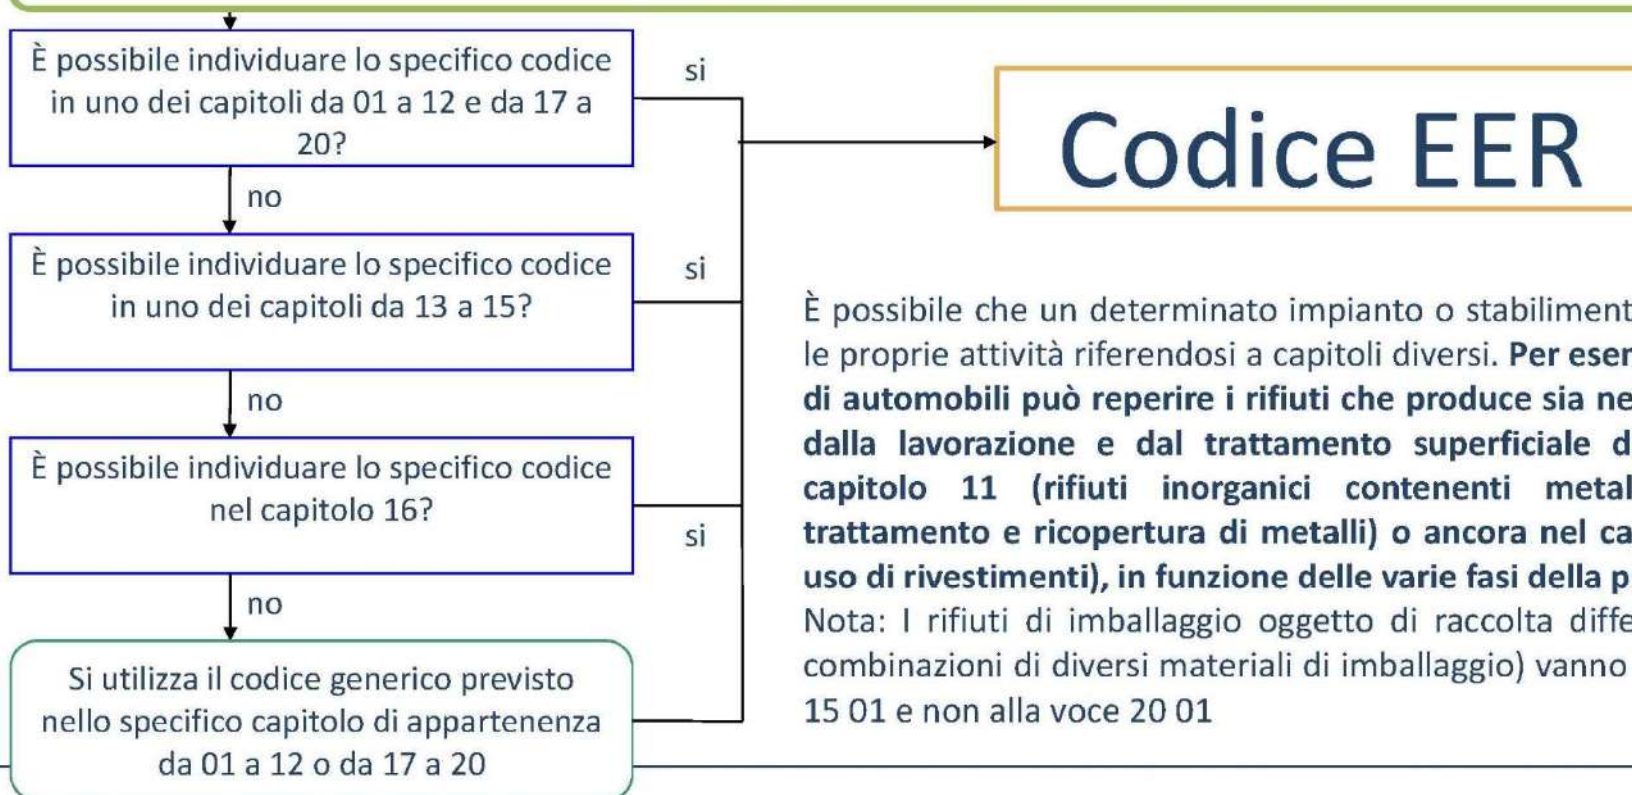 È possibile individuare lo specifico codice
in uno dei capitoli da 01 a 12 e da 17 a
20?
si
Codice EER
no
È possibile individuare lo specifico codice
in uno dei capitoli da 13 a 15?
si
no
È possibile individuare lo specifico codice
nel capitolo 16?
si
no
Si utilizza il codice generico previsto
nello specifico capitolo di appartenenza
da 01 a 12 o da 17 a 20
È possibile che un determinato impianto o stabiliment
le proprie attività riferendosi a capitoli diversi. Per eser
di automobili può reperire i rifiuti che produce sia ne
dalla lavorazione e dal trattamento superficiale d
capitolo 11 (rifiuti inorganici contenenti metal
trattamento e ricopertura di metalli) o ancora nel ca
uso di rivestimenti), in funzione delle varie fasi della p
Nota: I rifiuti di imballaggio oggetto di raccolta diffe
combinazioni di diversi materiali di imballaggio) vanno
15 01 e non alla voce 20 01